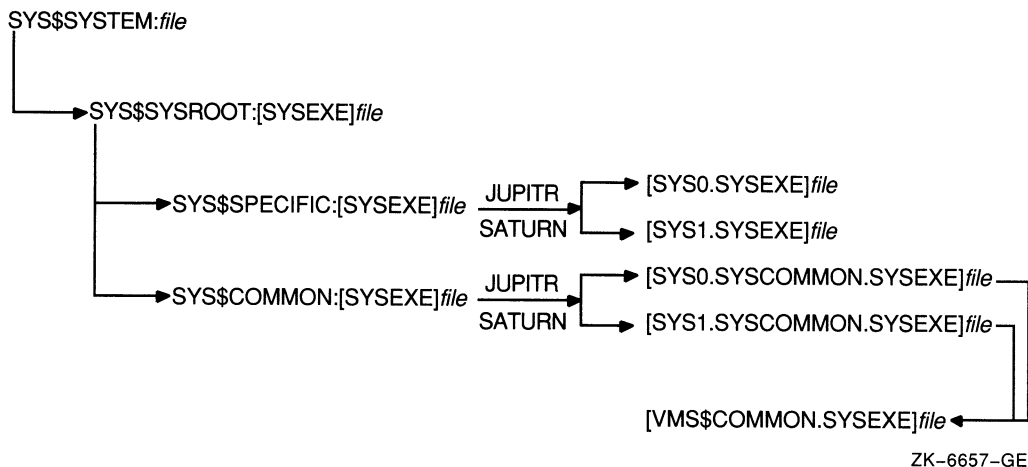 SYS$SYSTEM:file
SYS$SYSROOT:[SYSEXE]file
SYS$SPECIFIC:[SYSEXE]file
JUPITR
SATURN
[SYS0.SYSEXE]file
[SYS1.SYSEXE]file
SYS$COMMON:[SYSEXE]file
JUPITR
SATURN
[SYS0.SYSCOMMON.SYSEXE]file
[SYS1.SYSCOMMON.SYSEXE]file
[VMS$COMMON.SYSEXE]file
ZK–6657–GE